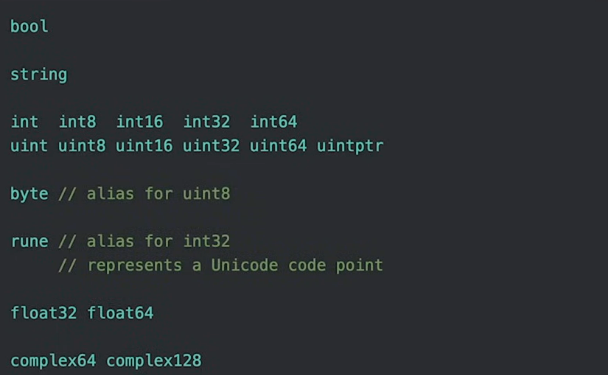 bool
string
int  int8  int16  int32  int64
uint uint8 uint16 uint32 uint64 uintptr
byte // alias for uint8
rune // alias for int32
     // represents a Unicode code point
float32 float64
complex64 complex128